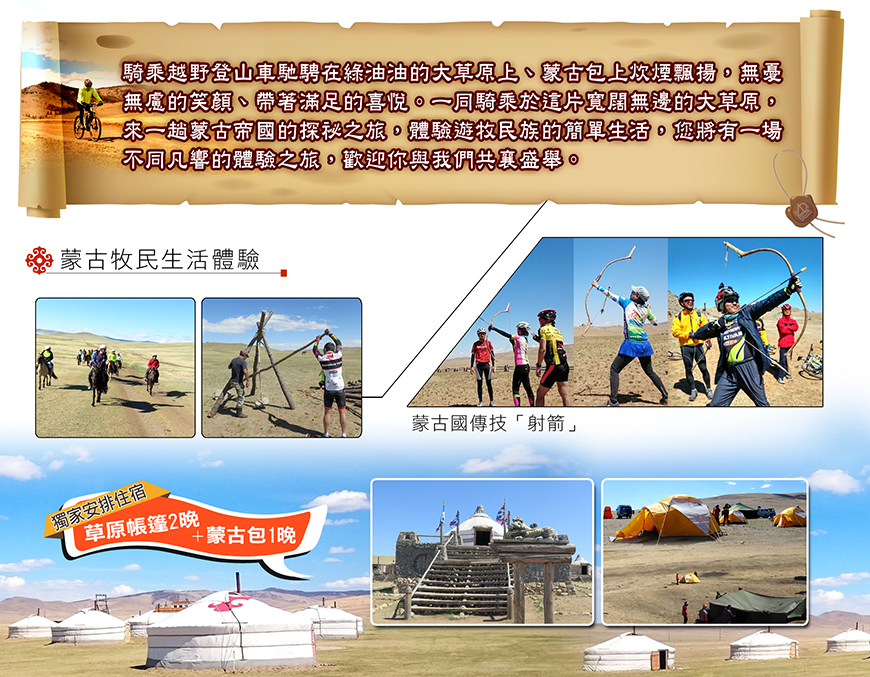 騎乘越野登山車馳騁在綠油油的大草原上、蒙古包上炊煙飄揚，無憂
無慮的笑顏、帶著滿足的喜悅。一同騎乘於這片寬闊無邊的大草原，
來一趟蒙古帝國的探祕之旅，體驗遊牧民族的簡單生活，您將有一場
不同凡響的體驗之旅，歡迎你與我們共襄盛舉。
蒙古牧民生活體驗
蒙古國傳技「射箭」
獨家安排住宿
草原帳篷2晚
+蒙古包1晚